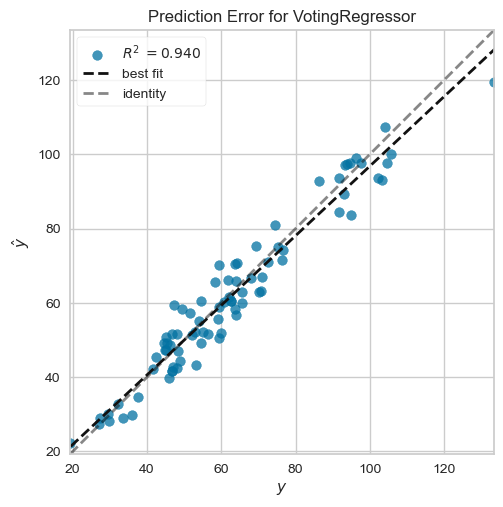 Prediction Error for VotingRegressor
R² = 0.940
best fit
identity
120
100
80
60
40
20
ŷ
20 40 60 80 100 120
y